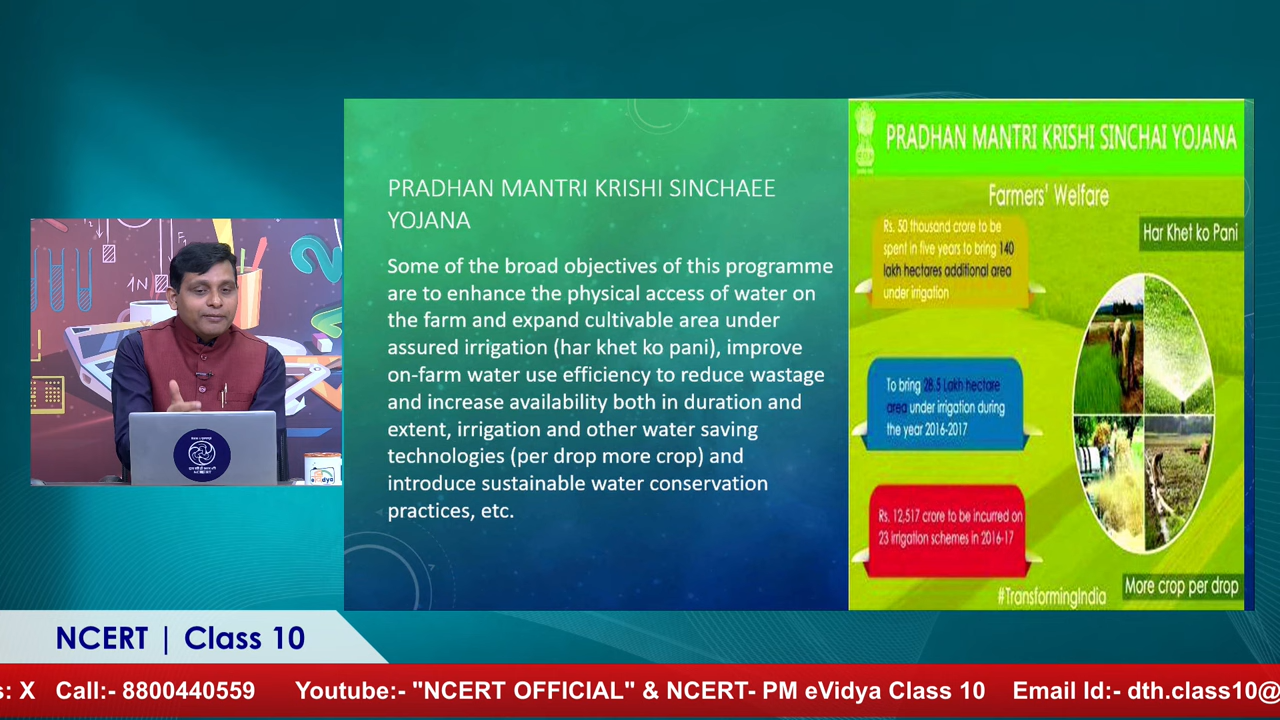 PRADHAN MANTRI KRISHI SINCHAEE
YOJANA
Some of the broad objectives of this programme
are to enhance the physical access of water on
the farm and expand cultivable area under
assured irrigation (har khet ko pani), improve
on-farm water use efficiency to reduce wastage
and increase availability both in duration and
extent, irrigation and other water saving
technologies (per drop more crop) and
introduce sustainable water conservation
practices, etc.
PRADHAN MANTRI KRISHI SINCHAI YOJANA
Farmers' Welfare
Rs. 50 thousand crore to be
spent in five years to bring 140
lakh hectares additional area
under irrigation
Har Khet ko Pani
To bring 28.5 Lakh hectare
area under irrigation during
the year 2016-2017
Rs. 12,517 crore to be incurred on
23 irrigation schemes in 2016-17
#TransformingIndia
More crop per drop
1N
F₁
NCERT
NCERT | Class 10
s: X Call:- 8800440559 Youtube:- "NCERT OFFICIAL" & NCERT- PM eVidya Class 10 Email Id:- dth.class10@